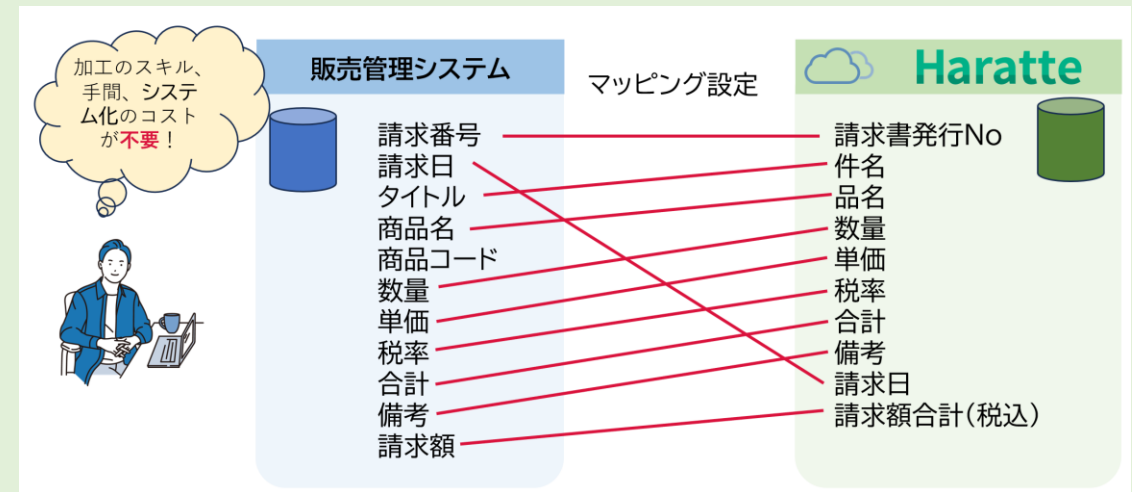 加工のスキル、
手間、システ
ム化のコスト
が不要！
販売管理システム
請求番号
請求日
タイトル
商品名
商品コード
数量
単価
税率
合計
備考
請求額
マッピング設定
Haratte
請求書発行No
件名
品名
数量
単価
税率
合計
備考
請求日
請求額合計(税込)